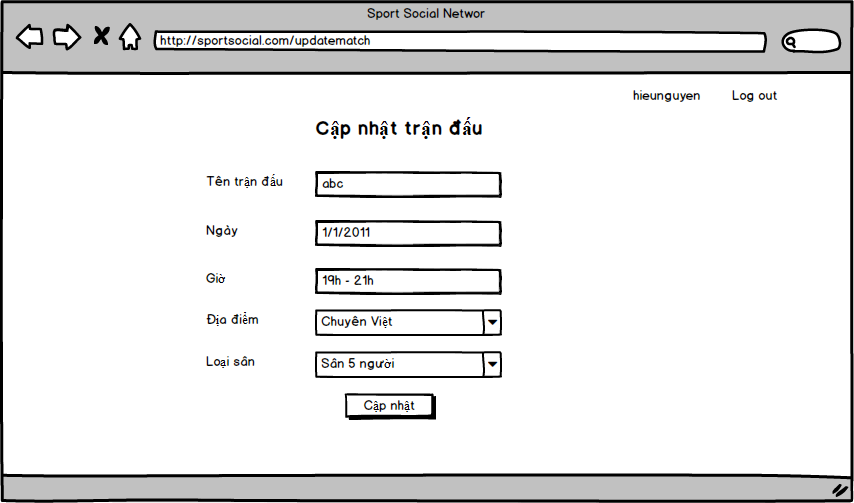 Sport Social Networ
http://sportsocial.com/updatematch
hieunguyen Log out
Cập nhật trận đấu
Tên trận đấu abc
Ngày 1/1/2011
Giờ 19h - 21h
Địa điểm Chuyên Việt
Loại sân Sân 5 người
Cập nhật